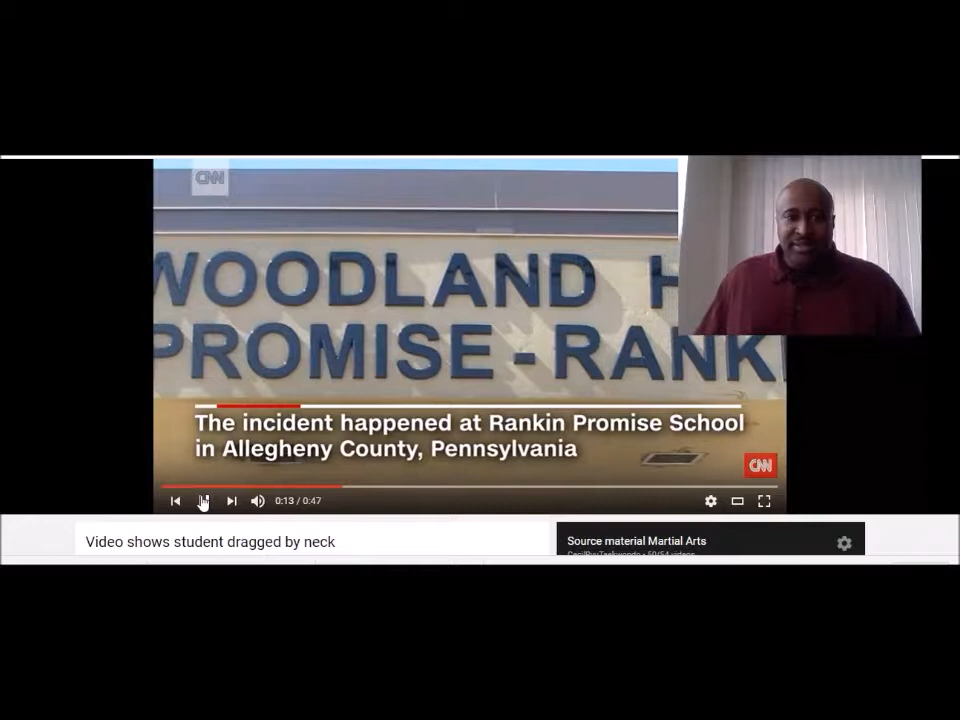 CNN
WOODLAND H
PROMISE - RANK
The incident happened at Rankin Promise School
in Allegheny County, Pennsylvania
CNN
0:13 / 0:47
Video shows student dragged by neck
Source material Martial Arts